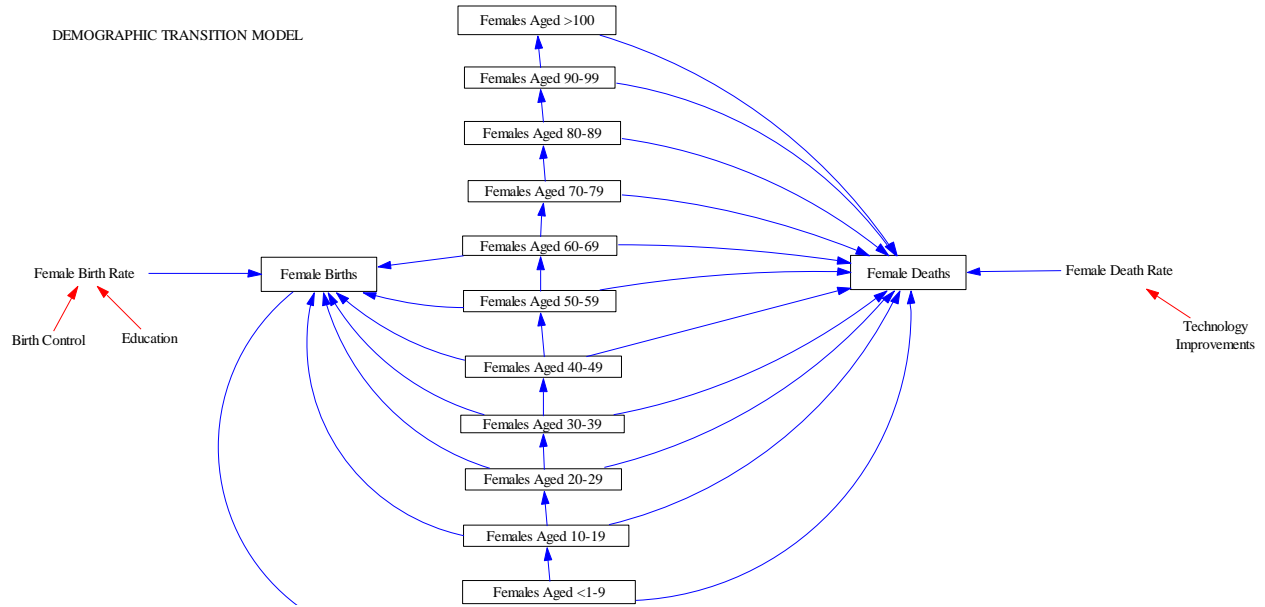 DEMOGRAPHIC TRANSITION MODEL
Females Aged >100
Females Aged 90-99
Females Aged 80-89
Females Aged 70-79
Females Aged 60-69
Female Birth Rate
Female Births
Female Deaths
Female Death Rate
Females Aged 50-59
Birth Control
Education
Technology
Improvements
Females Aged 40-49
Females Aged 30-39
Females Aged 20-29
Females Aged 10-19
Females Aged <1-9